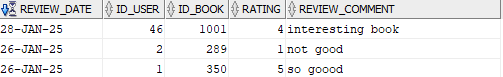 REVIEW_DATE ID_USER ID_BOOK RATING REVIEW_COMMENT
28-JAN-25 46 1001 4 interesting book
26-JAN-25 2 289 1 not good
26-JAN-25 1 350 5 so goood